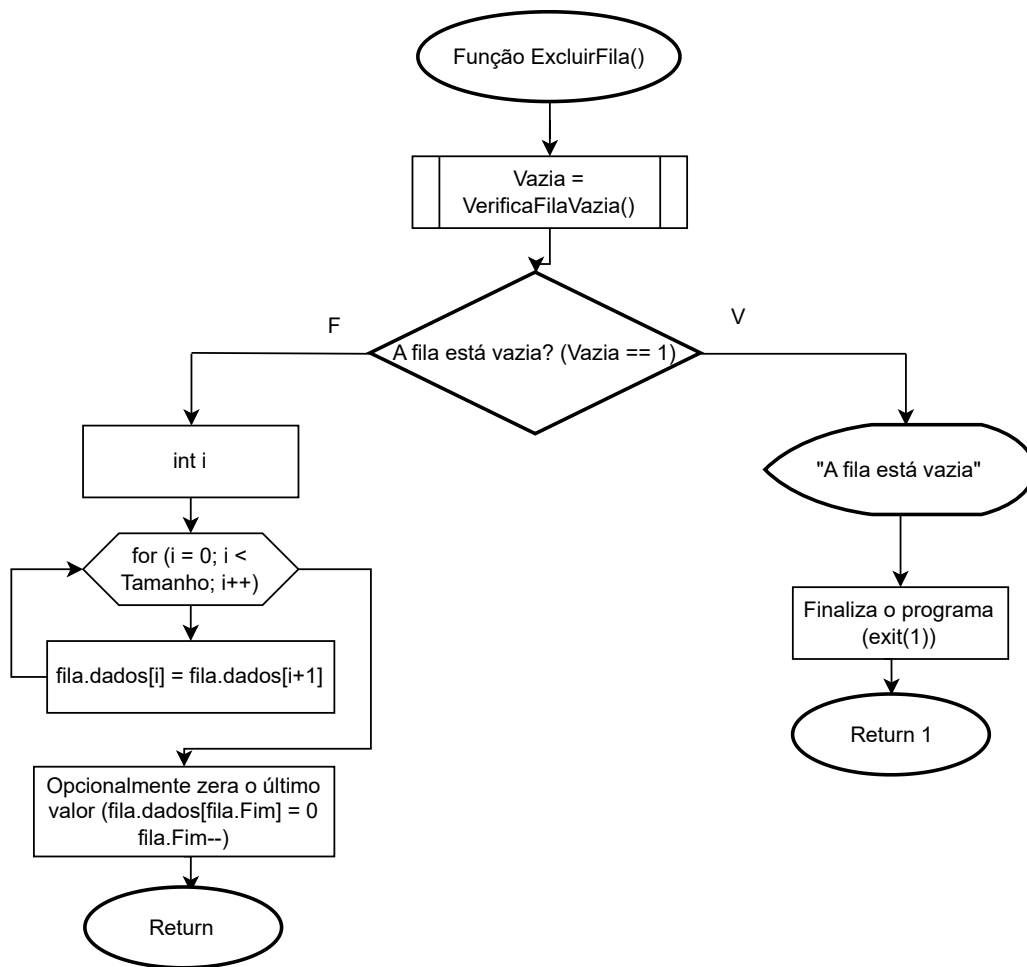 Função ExcluirFila()
Vazia =
VerificaFilaVazia()
F
V
A fila está vazia? (Vazia == 1)
int i
"A fila está vazia"
for (i = 0; i <
Tamanho; i++)
Finaliza o programa
(exit(1))
fila.dados[i] = fila.dados[i+1]
Return 1
Opcionalmente zera o último
valor (fila.dados[fila.Fim] = 0
fila.Fim--)
Return